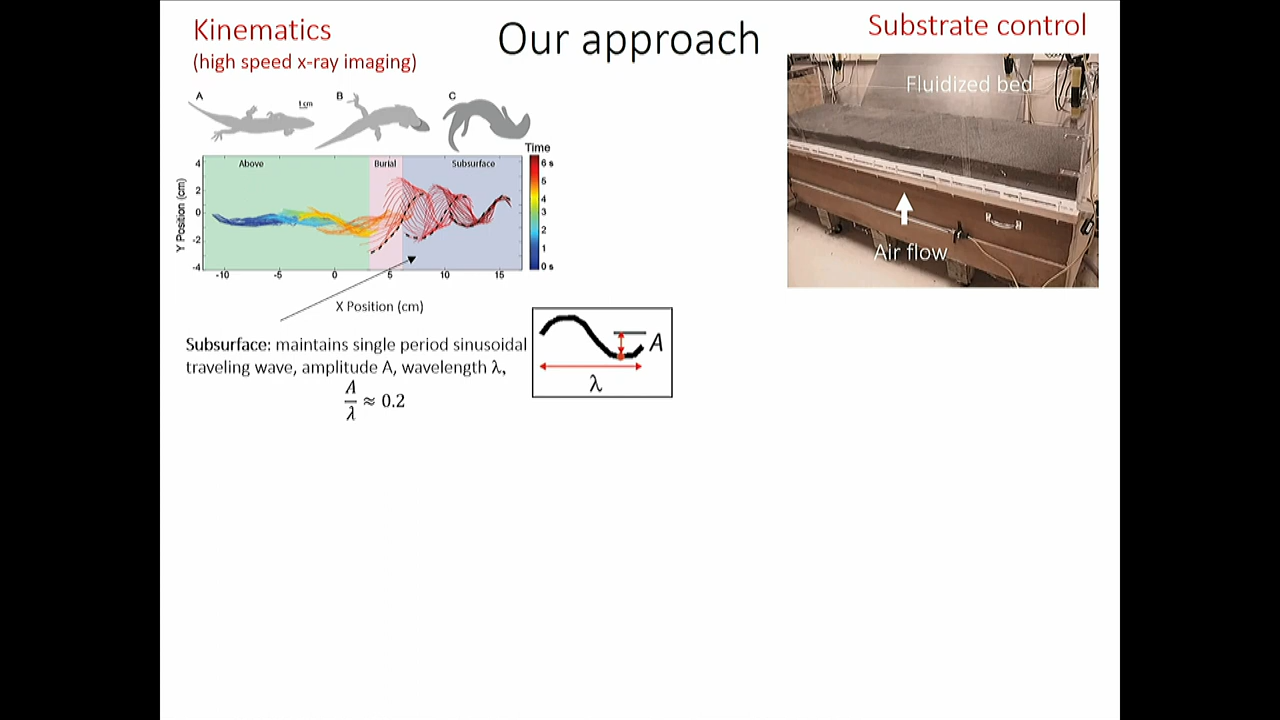 Kinematics
(high speed x-ray imaging)
Our approach
Substrate control
A
1 cm
B
C
Time
Above
Burial
Subsurface
4
2
0
-2
-4
Y Position (cm)
6 s
5
4
3
2
1
0 s
-10
-5
0
5
10
15
X Position (cm)
Fluidized bed
Air flow
Subsurface: maintains single period sinusoidal
traveling wave, amplitude A, wavelength λ,
A/λ ≈ 0.2
A
λ